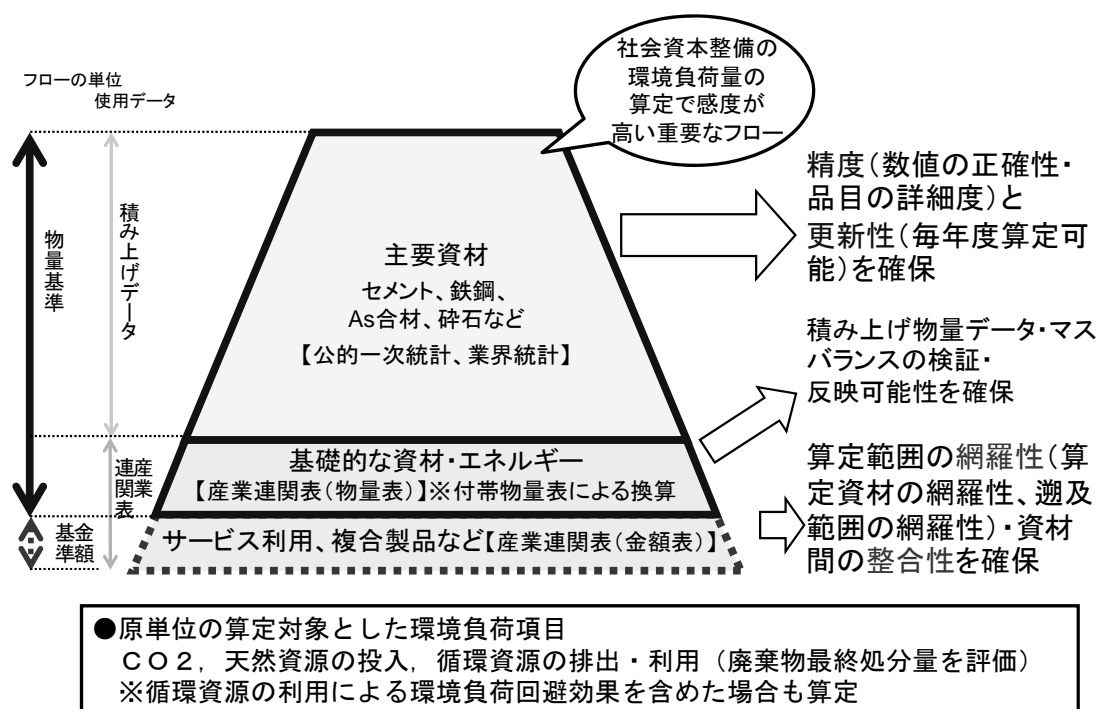 社会資本整備の
環境負荷量の
算定で感度が
高い重要なフロー
フローの単位
使用データ
物量基準
積み上げデータ
主要資材
セメント、鉄鋼、
As合材、砕石など
【公的一次統計、業界統計】
精度（数値の正確性・
品目の詳細度）と
更新性（毎年度算定可
能）を確保
積み上げ物量データ・マス
バランスの検証・
反映可能性を確保
産業
連関表
基礎的な資材・エネルギー
【産業連関表（物量表）】※付帯物量表による換算
金額
基準
サービス利用、複合製品など【産業連関表（金額表）】
算定範囲の網羅性（算
定資材の網羅性、遡及
範囲の網羅性）・資材
間の整合性を確保
●原単位の算定対象とした環境負荷項目
ＣＯ２，天然資源の投入，循環資源の排出・利用（廃棄物最終処分量を評価）
※循環資源の利用による環境負荷回避効果を含めた場合も算定